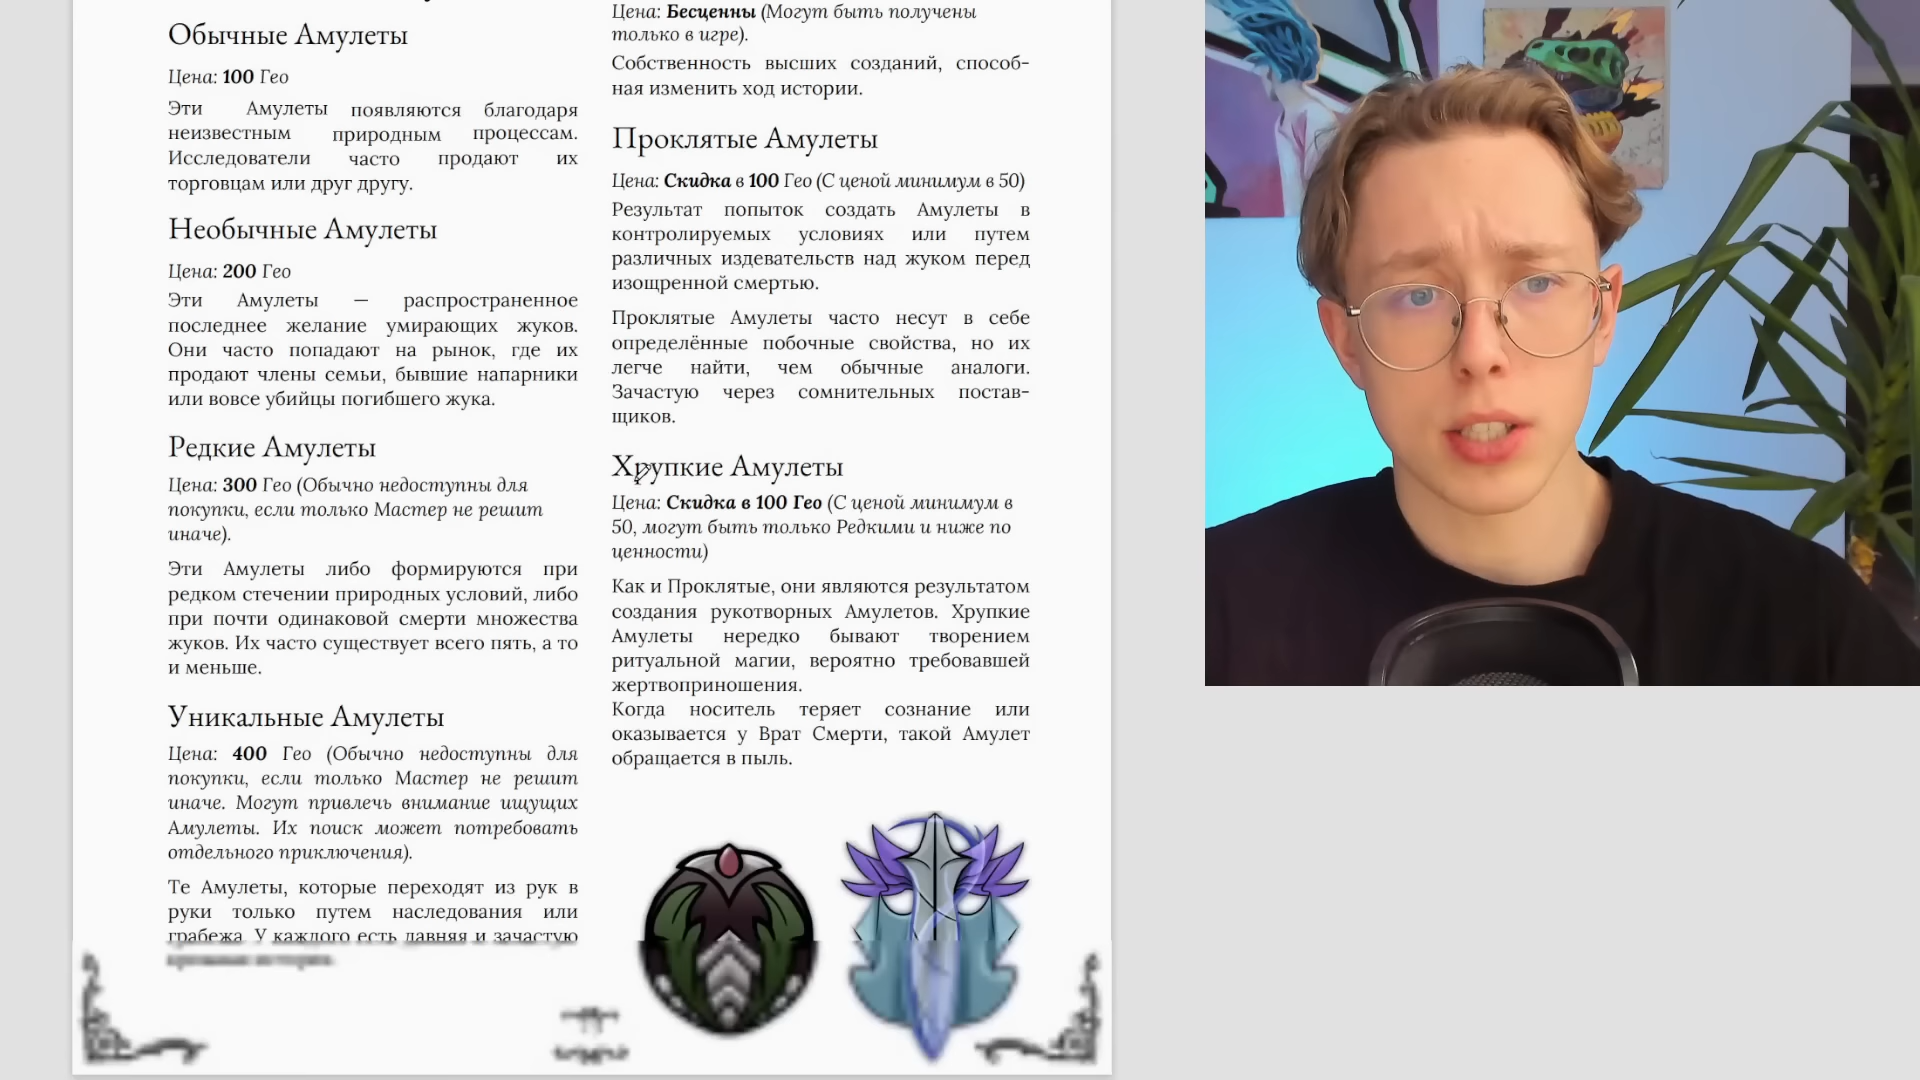 Обычные Амулеты
Цена: 100 Гео
Эти Амулеты появляются благодаря
неизвестным природным процессам.
Исследователи часто продают их
торговцам или друг другу.
Необычные Амулеты
Цена: 200 Гео
Эти Амулеты — распространенное
последнее желание умирающих жуков.
Они часто попадают на рынок, где их
продают члены семьи, бывшие напарники
или вовсе убийцы погибшего жука.
Редкие Амулеты
Цена: 300 Гео (Обычно недоступны для
покупки, если только Мастер не решит
иначе).
Эти Амулеты либо формируются при
редком стечении природных условий, либо
при почти одинаковой смерти множества
жуков. Их часто существует всего пять, а то
и меньше.
Уникальные Амулеты
Цена: 400 Гео (Обычно недоступны для
покупки, если только Мастер не решит
иначе. Могут привлечь внимание ищущих
Амулеты. Их поиск может потребовать
отдельного приключения).
Те Амулеты, которые переходят из рук в
руки только путем наследования или
грабежа. У каждого есть давняя и зачастую
Цена: Бесценны (Могут быть получены
только в игре).
Собственность высших созданий, способ-
ная изменить ход истории.
Проклятые Амулеты
Цена: Скидка в 100 Гео (С ценой минимум в 50)
Результат попыток создать Амулеты в
контролируемых условиях или путем
различных издевательств над жуком перед
изощренной смертью.
Проклятые Амулеты часто несут в себе
определённые побочные свойства, но их
легче найти, чем обычные аналоги.
Зачастую через сомнительных постав-
щиков.
Хрупкие Амулеты
Цена: Скидка в 100 Гео (С ценой минимум в
50, могут быть только Редкими и ниже по
ценности)
Как и Проклятые, они являются результатом
создания рукотворных Амулетов. Хрупкие
Амулеты нередко бывают творением
ритуальной магии, вероятно требовавшей
жертвоприношения.
Когда носитель теряет сознание или
оказывается у Врат Смерти, такой Амулет
обращается в пыль.